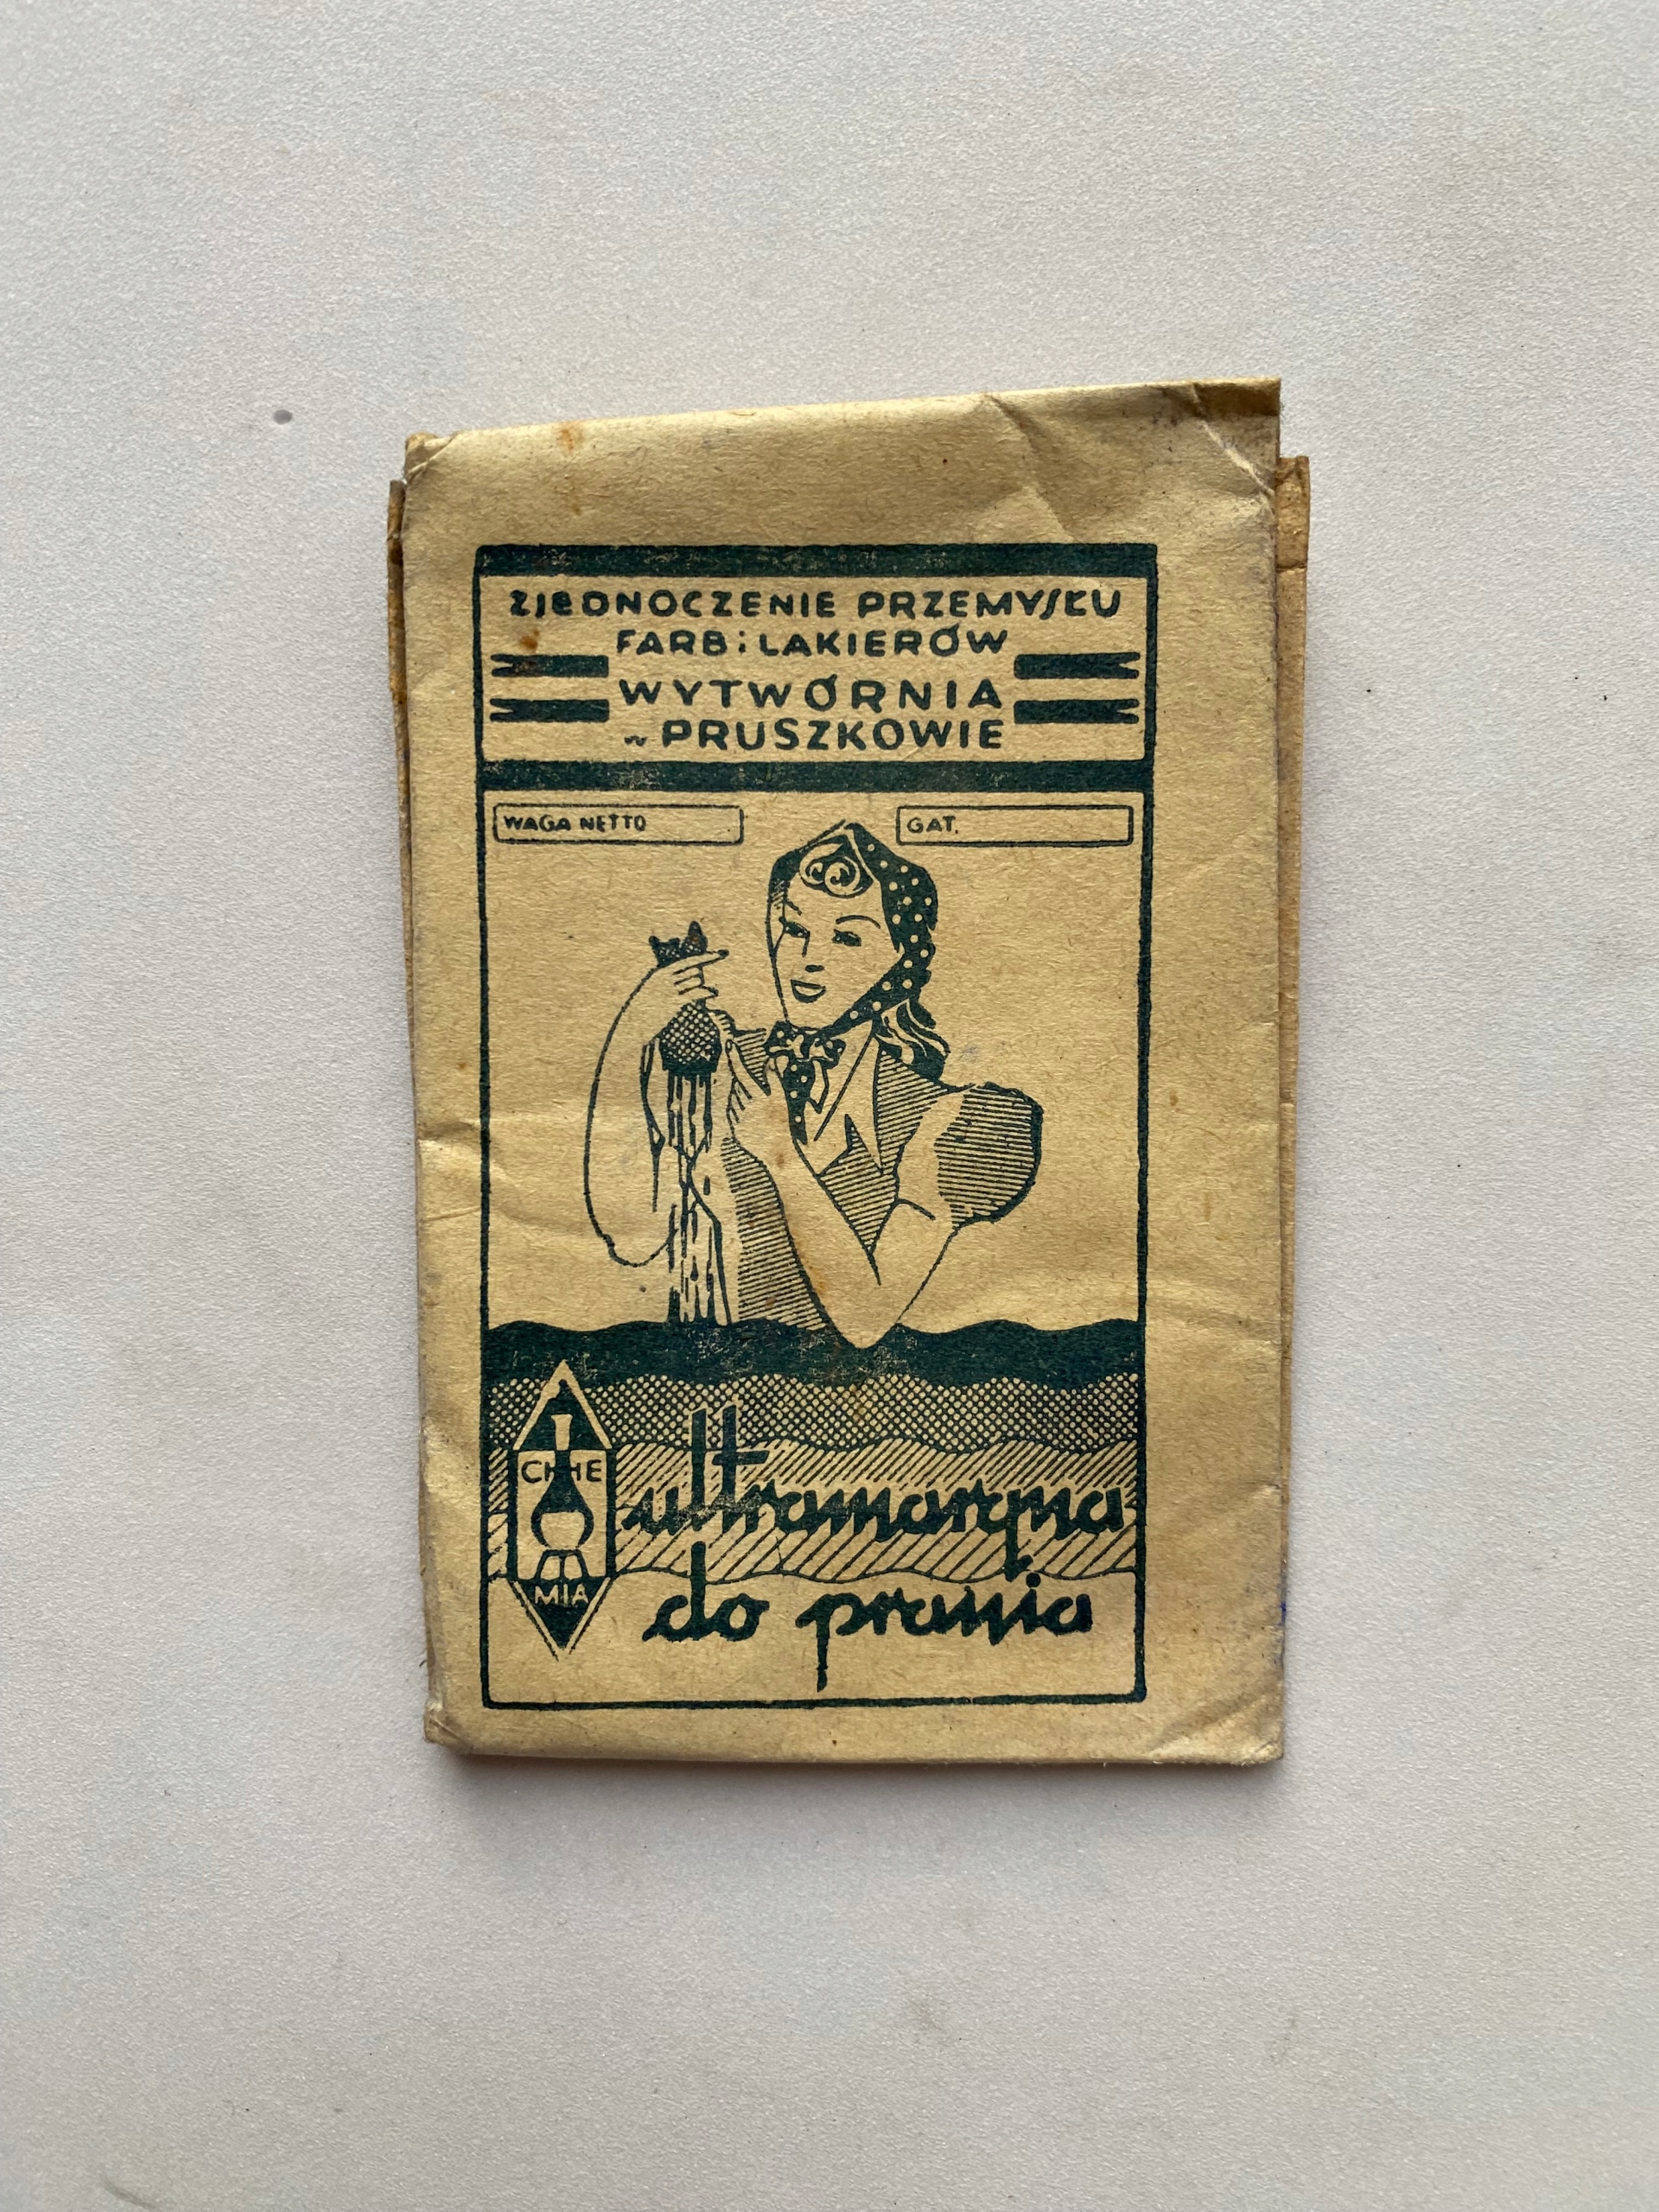 ZJEDNOCZENIE PRZEMYSŁU
FARB i LAKIERÓW
WYTWÓRNIA
w PRUSZKOWIE
WAGA NETTO
GAT.
CHE
MIA
ultramaryna
do prania